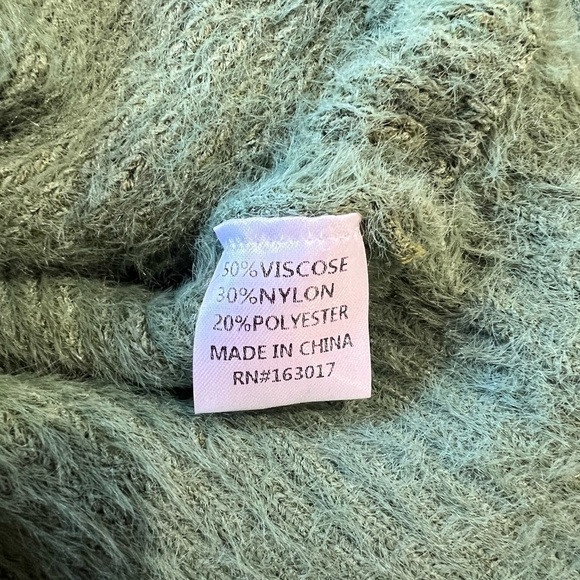 50%VISCOSE
30%NYLON
20%POLYESTER
MADE IN CHINA
RN#163017